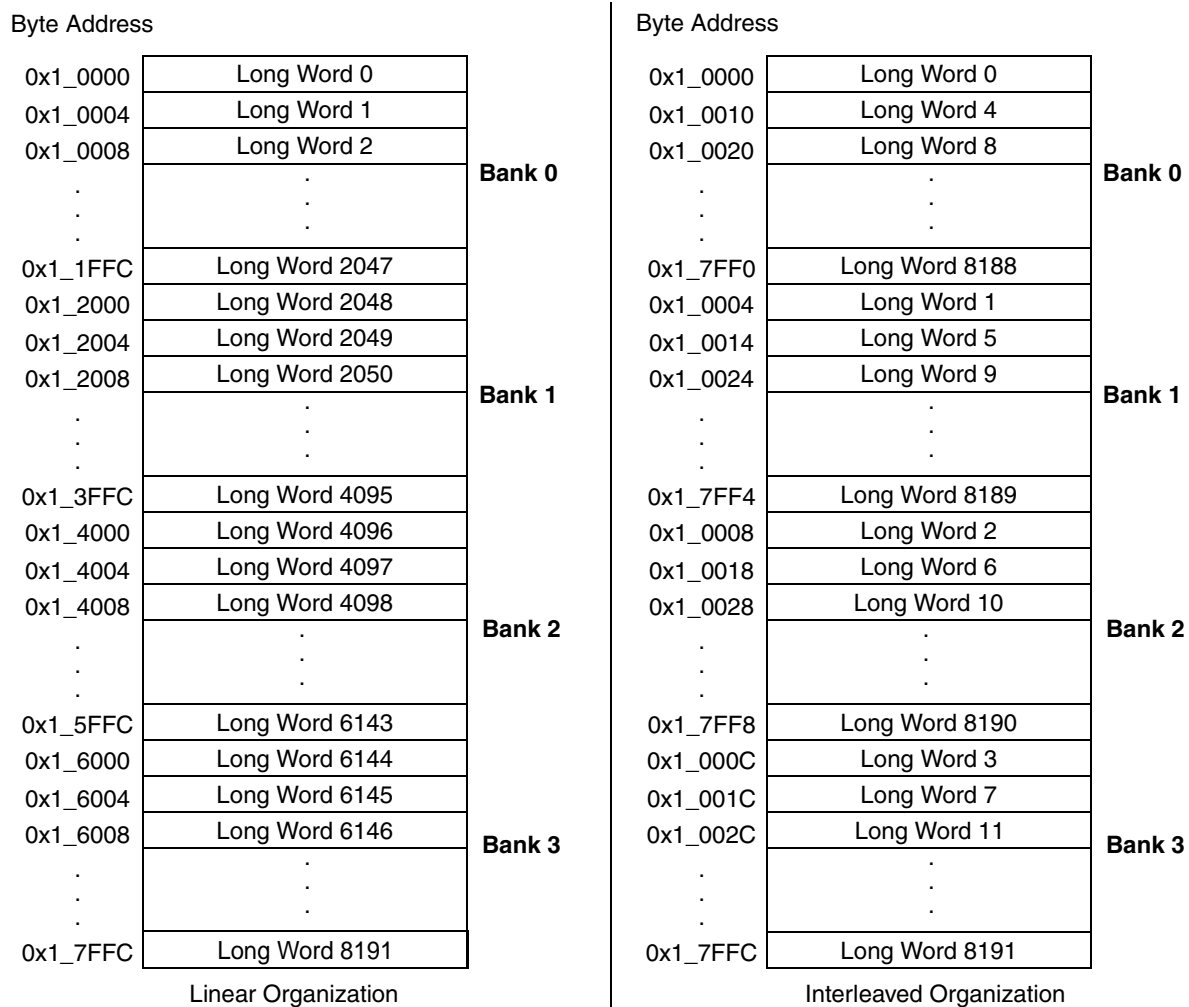 Byte Address
0x1_0000 Long Word 0
0x1_0004 Long Word 1
0x1_0008 Long Word 2
Bank 0
.
.
.
0x1_1FFC Long Word 2047
0x1_2000 Long Word 2048
0x1_2004 Long Word 2049
0x1_2008 Long Word 2050
Bank 1
.
.
.
0x1_3FFC Long Word 4095
0x1_4000 Long Word 4096
0x1_4004 Long Word 4097
0x1_4008 Long Word 4098
Bank 2
.
.
.
0x1_5FFC Long Word 6143
0x1_6000 Long Word 6144
0x1_6004 Long Word 6145
0x1_6008 Long Word 6146
Bank 3
.
.
.
0x1_7FFC Long Word 8191
Linear Organization
Byte Address
0x1_0000 Long Word 0
0x1_0010 Long Word 4
0x1_0020 Long Word 8
Bank 0
.
.
.
0x1_7FF0 Long Word 8188
0x1_0004 Long Word 1
0x1_0014 Long Word 5
0x1_0024 Long Word 9
Bank 1
.
.
.
0x1_7FF4 Long Word 8189
0x1_0008 Long Word 2
0x1_0018 Long Word 6
0x1_0028 Long Word 10
Bank 2
.
.
.
0x1_7FF8 Long Word 8190
0x1_000C Long Word 3
0x1_001C Long Word 7
0x1_002C Long Word 11
Bank 3
.
.
.
0x1_7FFC Long Word 8191
Interleaved Organization